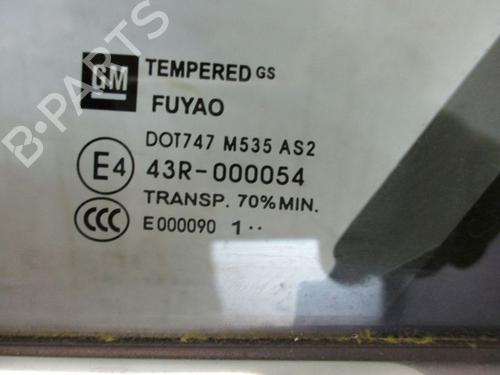 B-PARTS
GM TEMPERED GS
FUYAO
DOT747 M535 AS2
E4 43R-000054
TRANSP. 70% MIN.
CCC E000090 1··